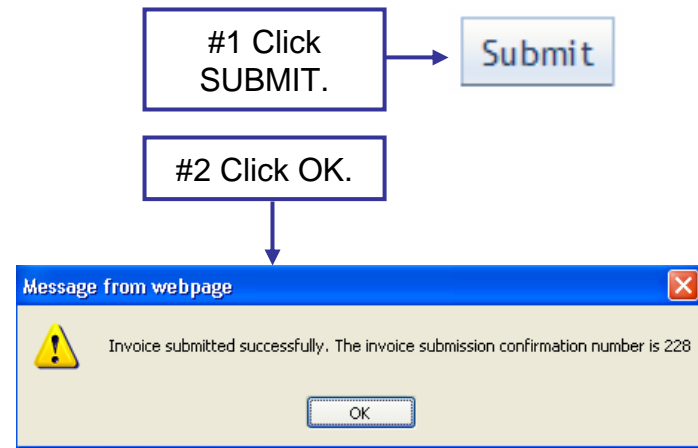 #1 Click
SUBMIT.
Submit
#2 Click OK.
Message from webpage
Invoice submitted successfully. The invoice submission confirmation number is 228
OK